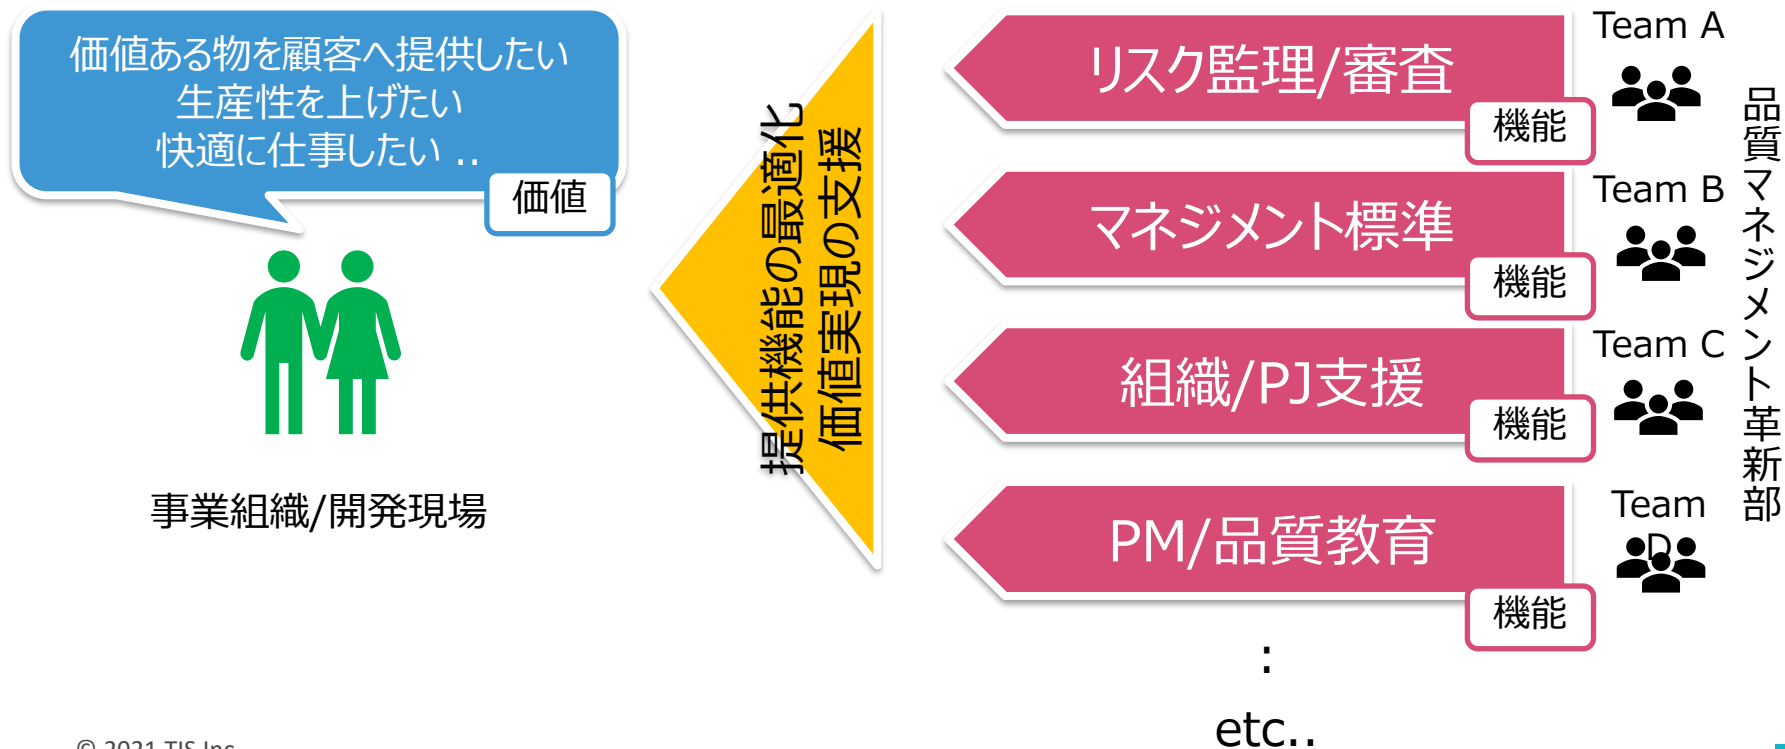 価値ある物を顧客へ提供したい
生産性を上げたい
快適に仕事したい ..
価値
事業組織/開発現場
提供機能の最適化
価値実現の支援
リスク監理/審査
機能
Team A
マネジメント標準
機能
Team B
組織/PJ支援
機能
Team C
PM/品質教育
機能
Team
D
:
etc..
品質マネジメント革新部
© 2021 TIS Inc.